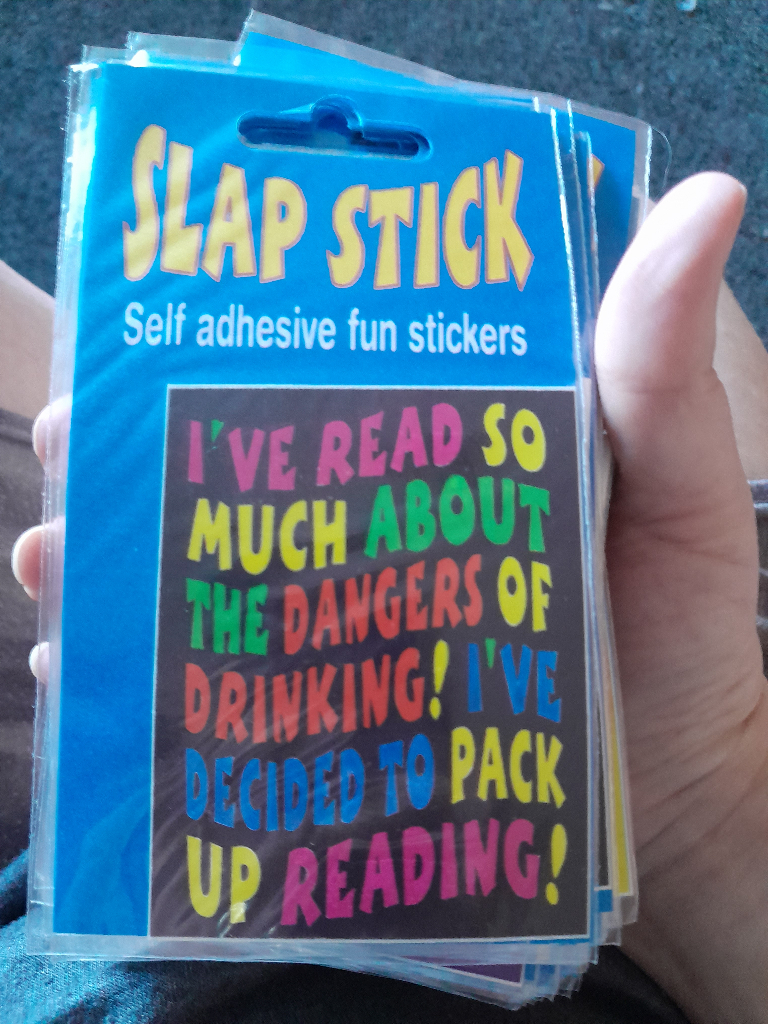 SLAP STICK
Self adhesive fun stickers
I'VE READ SO
MUCH ABOUT
THE DANGERS OF
DRINKING! I'VE
DECIDED TO PACK
UP READING!